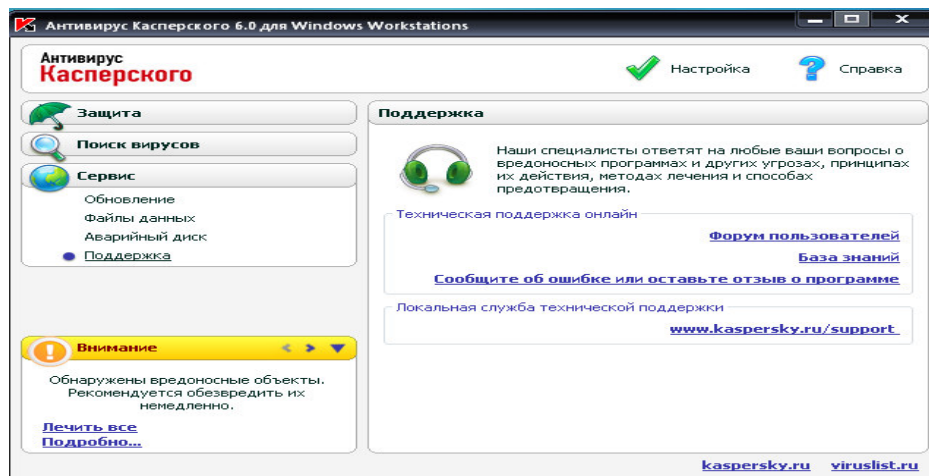 Антивирус Касперского 6.0 для Windows Workstations
Антивирус
Касперского
Настройка
Справка
Защита
Поиск вирусов
Сервис
Обновление
Файлы данных
Аварийный диск
Поддержка
Внимание
Обнаружены вредоносные объекты.
Рекомендуется обезвредить их
немедленно.
Лечить все
Подробно...
Поддержка
Наши специалисты ответят на любые ваши вопросы о
вредоносных программах и других угрозах, принципах
их действия, методах лечения и способах
предотвращения.
Техническая поддержка онлайн
Форум пользователей
База знаний
Сообщите об ошибке или оставьте отзыв о программе
Локальная служба технической поддержки
www.kaspersky.ru/support
kaspersky.ru viruslist.ru